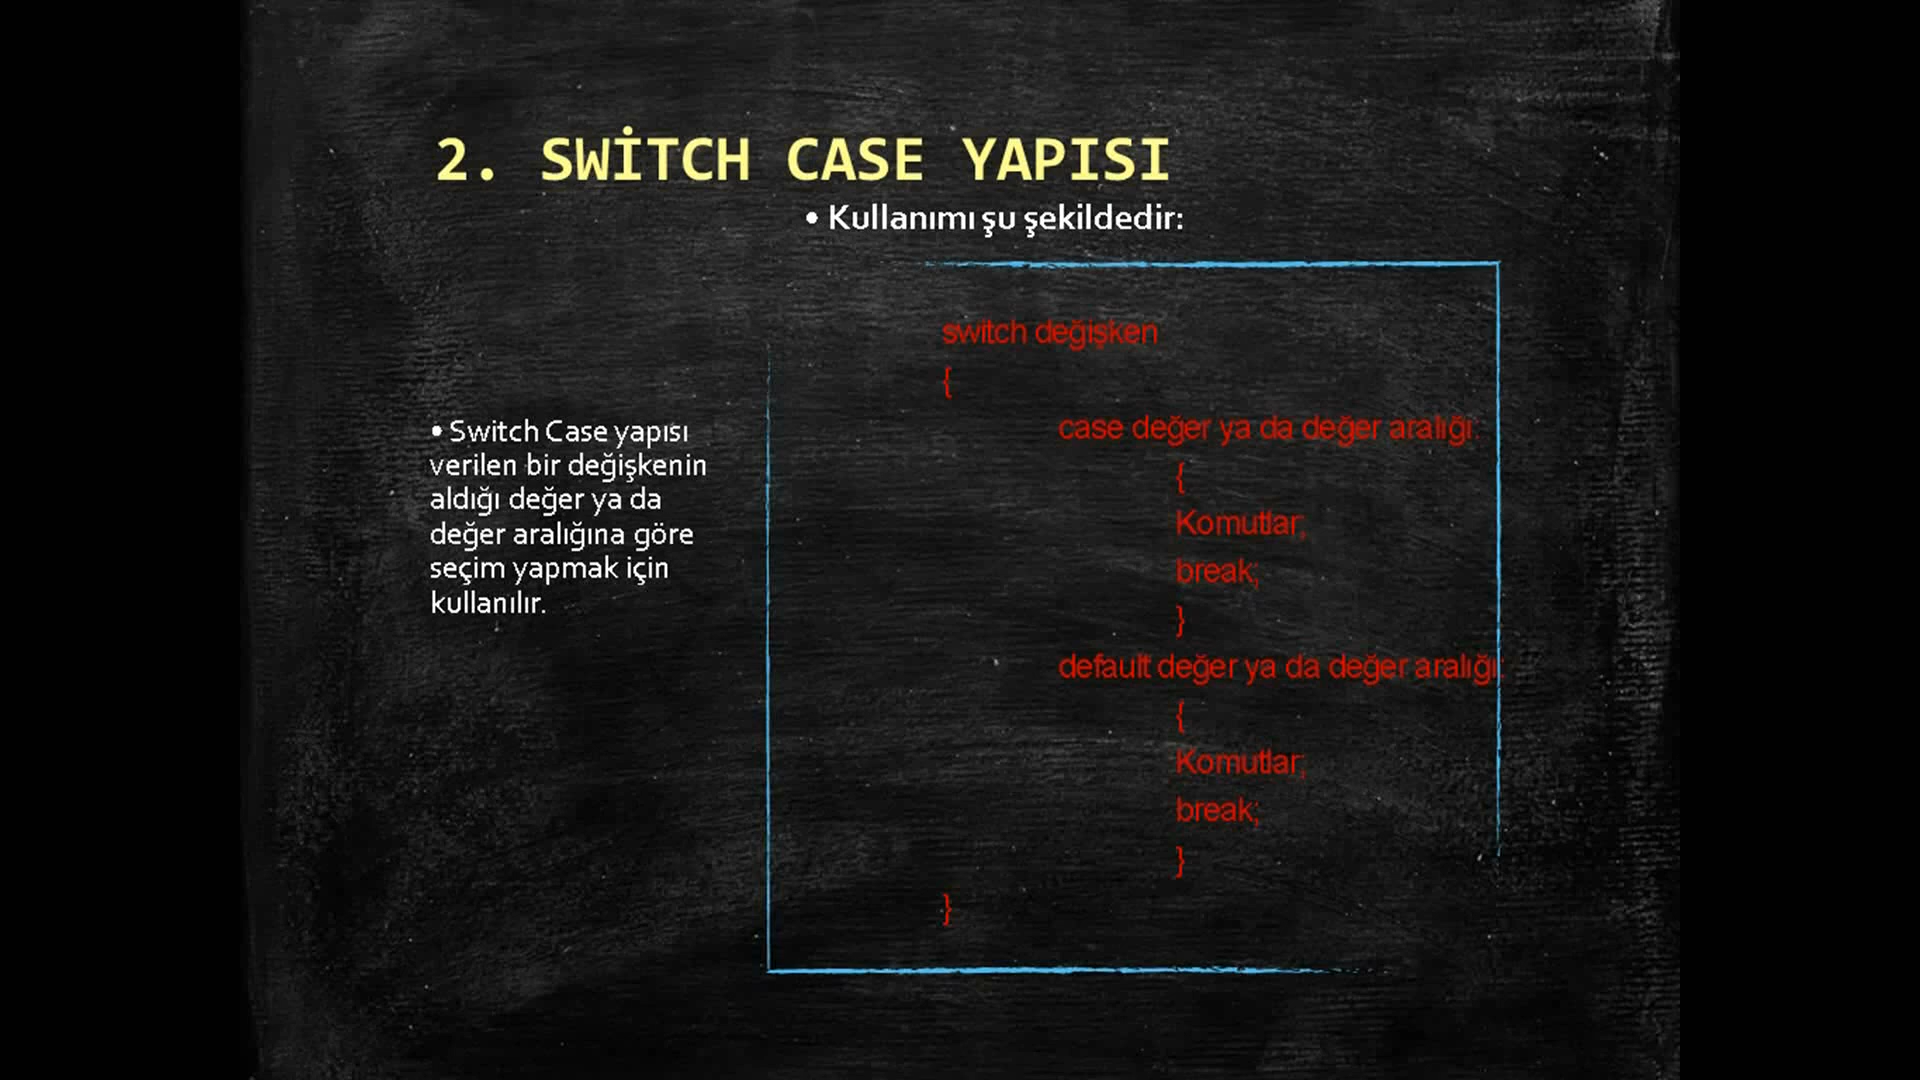 2. SWİTCH CASE YAPISI
• Kullanımı şu şekildedir:
• Switch Case yapısı
verilen bir değişkenin
aldığı değer ya da
değer aralığına göre
seçim yapmak için
kullanılır.
switch değişken
{
case değer ya da değer aralığı:
{
Komutlar;
break;
}
default değer ya da değer aralığı:
{
Komutlar;
break;
}
}